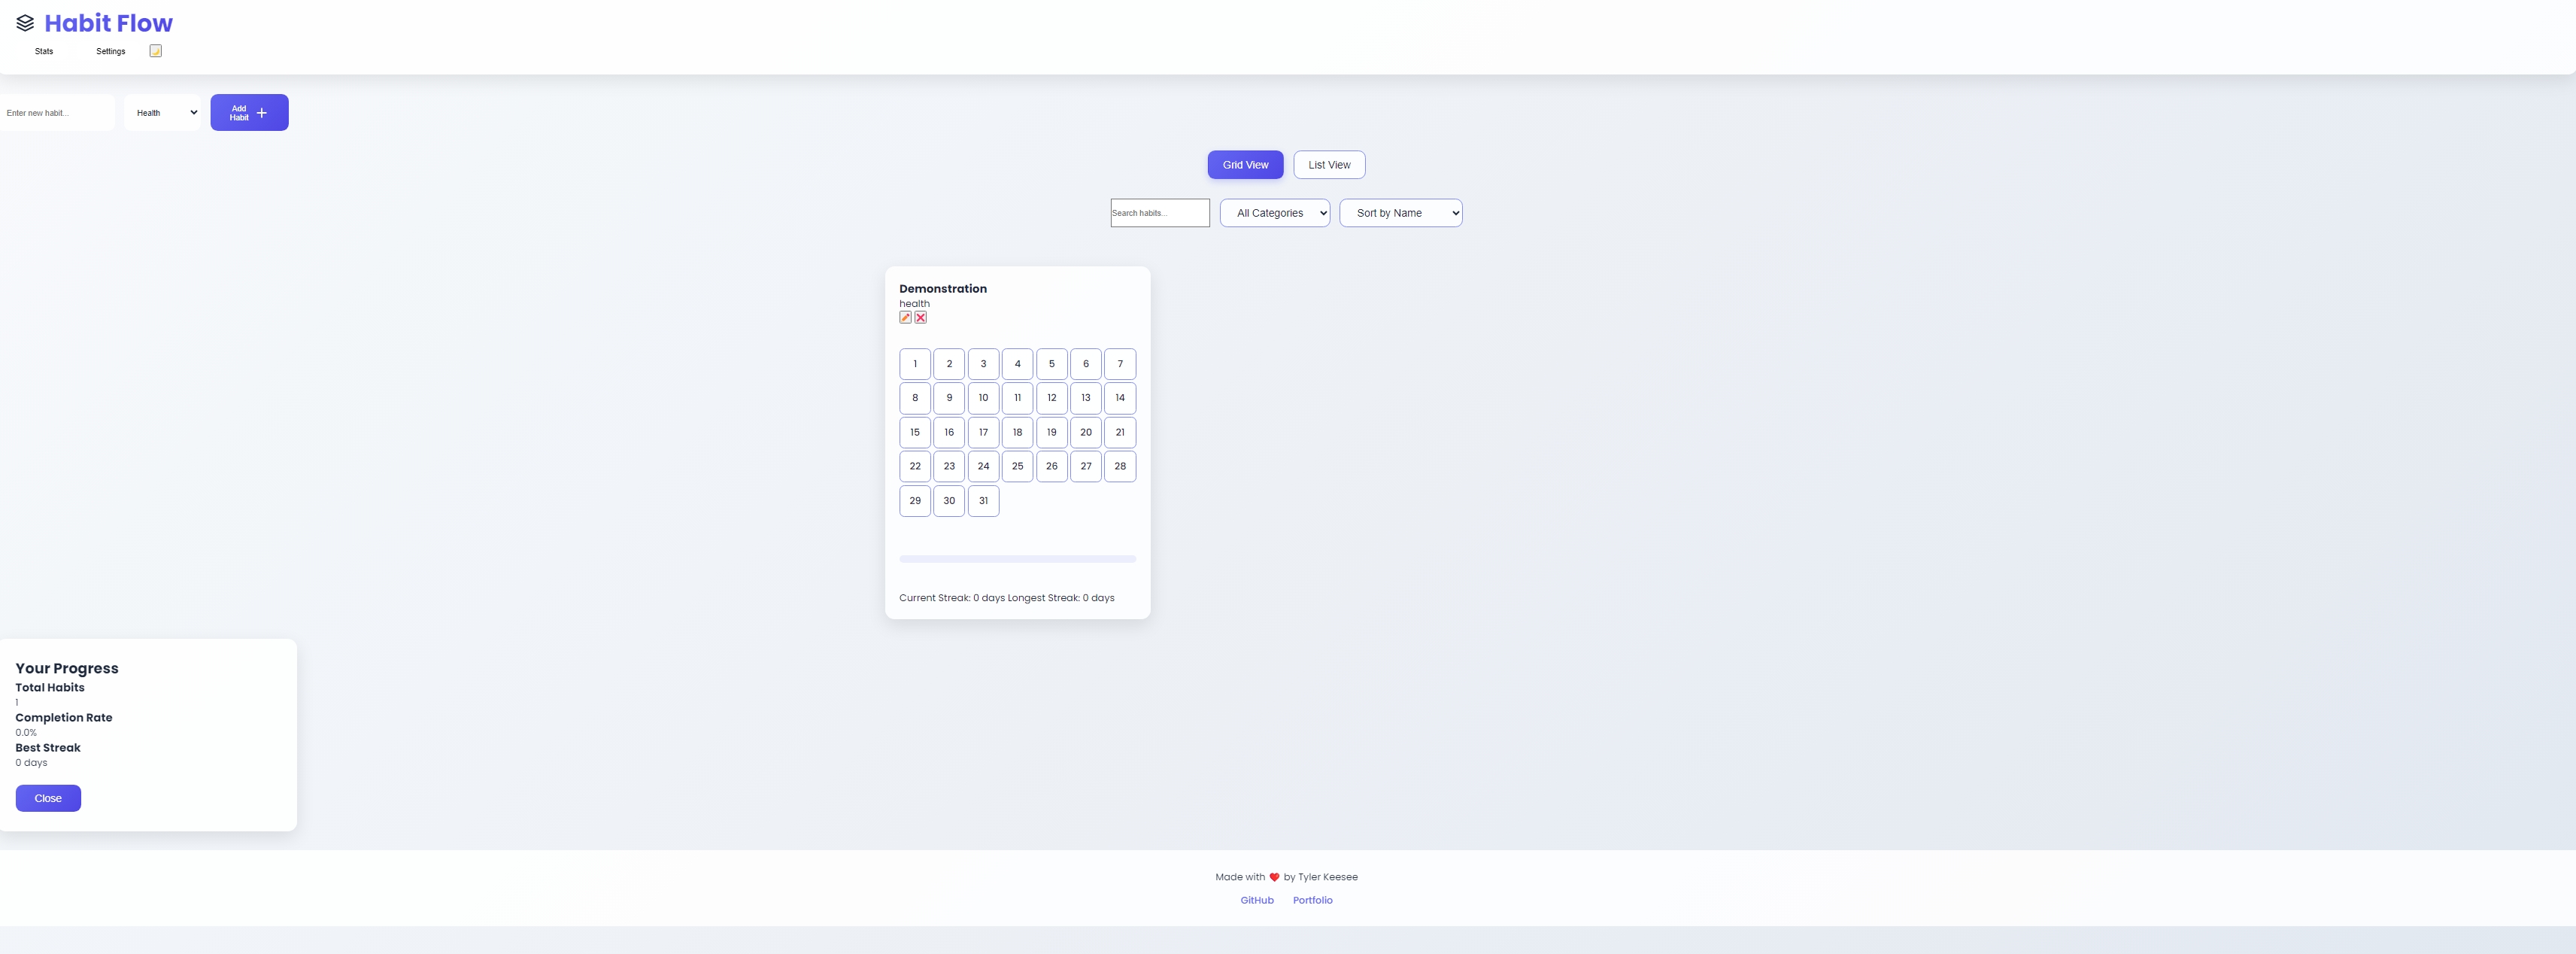 Habit Flow
Stats Settings 🌙
Enter new habit... Health Add Habit +
Grid View List View
Search habits... All Categories Sort by Name
Demonstration
health
1 2 3 4 5 6 7
8 9 10 11 12 13 14
15 16 17 18 19 20 21
22 23 24 25 26 27 28
29 30 31
Current Streak: 0 days Longest Streak: 0 days
Your Progress
Total Habits
1
Completion Rate
0.0%
Best Streak
0 days
Close
Made with ❤️ by Tyler Keesee
GitHub Portfolio